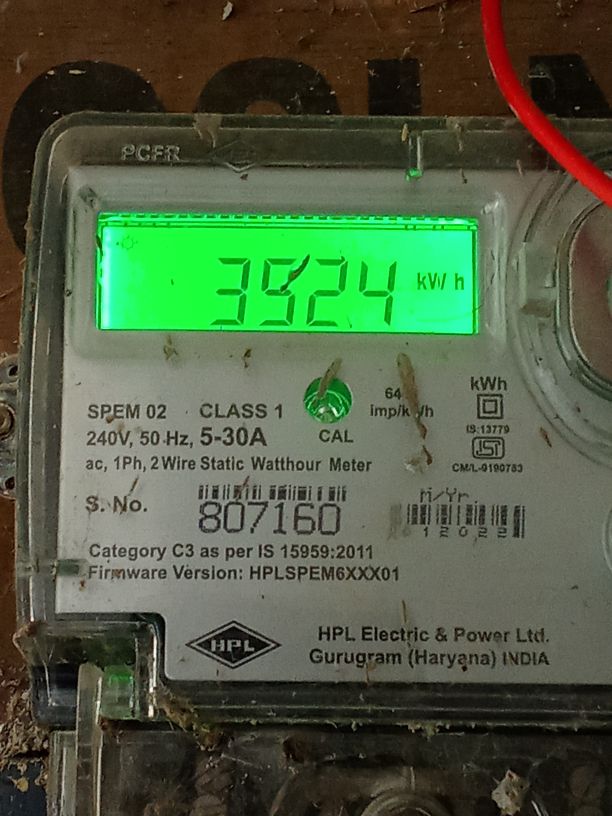 PCFR
3924 kW h
SPEM 02 CLASS 1
240V, 50 Hz, 5-30A
CAL
kWh
IS:13779
CM/L-9190783
ac, 1Ph, 2 Wire Static Watthour Meter
S. No. 807160
M/Yr
Category C3 as per IS 15959:2011
Firmware Version: HPLSPEM6XXX01
HPL
HPL Electric & Power Ltd.
Gurugram (Haryana) INDIA